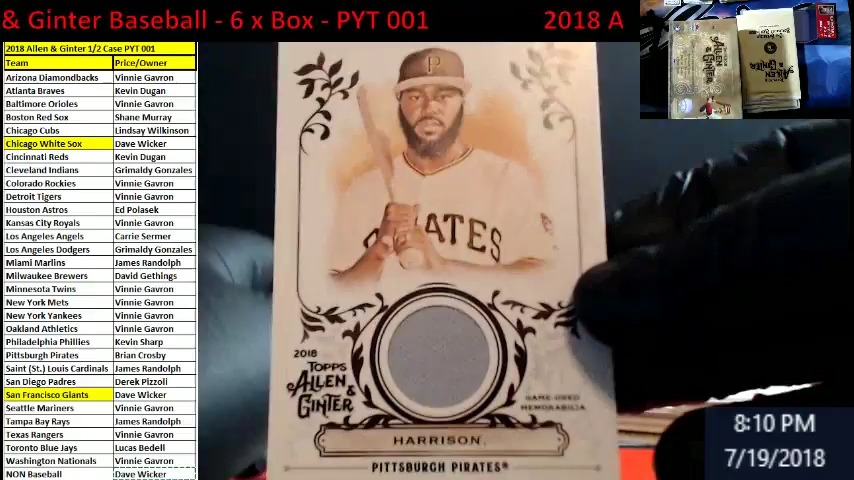 & Ginter Baseball - 6 x Box - PYT 001 2018 A
2018 Allen & Ginter 1/2 Case PYT 001
Team Price/Owner
Arizona Diamondbacks Vinnie Gavron
Atlanta Braves Kevin Dugan
Baltimore Orioles Vinnie Gavron
Boston Red Sox Shane Murray
Chicago Cubs Lindsay Wilkinson
Chicago White Sox Dave Wicker
Cincinnati Reds Kevin Dugan
Cleveland Indians Grimaldy Gonzales
Colorado Rockies Vinnie Gavron
Detroit Tigers Vinnie Gavron
Houston Astros Ed Polasek
Kansas City Royals Vinnie Gavron
Los Angeles Angels Carrie Sermer
Los Angeles Dodgers Grimaldy Gonzales
Miami Marlins James Randolph
Milwaukee Brewers David Gethings
Minnesota Twins Vinnie Gavron
New York Mets Vinnie Gavron
New York Yankees Vinnie Gavron
Oakland Athletics Vinnie Gavron
Philadelphia Phillies Kevin Sharp
Pittsburgh Pirates Brian Crosby
Saint (St.) Louis Cardinals James Randolph
San Diego Padres Derek Pizzoli
San Francisco Giants Dave Wicker
Seattle Mariners Vinnie Gavron
Tampa Bay Rays James Randolph
Texas Rangers Vinnie Gavron
Toronto Blue Jays Lucas Bedell
Washington Nationals Vinnie Gavron
NON Baseball Dave Wicker
P
RATES
2018
TOPPS
ALLEN
&
GINTER
GAME-USED
MEMORABILIA
HARRISON
PITTSBURGH PIRATES®
ALLEN & GINTER
ALLEN & GINTER
8:10 PM
7/19/2018